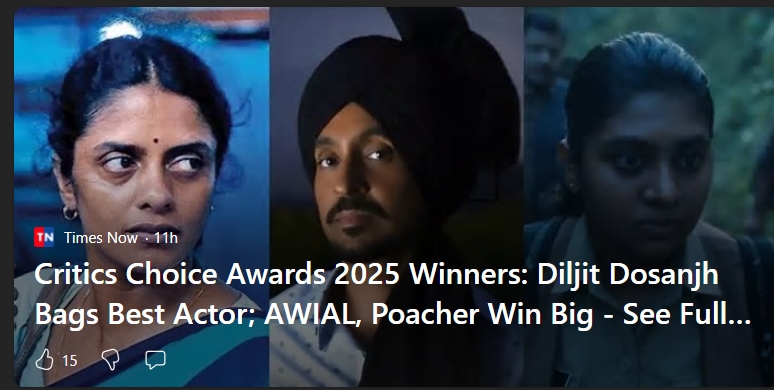 TN Times Now · 11h
Critics Choice Awards 2025 Winners: Diljit Dosanjh
Bags Best Actor; AWIAL, Poacher Win Big - See Full...
15